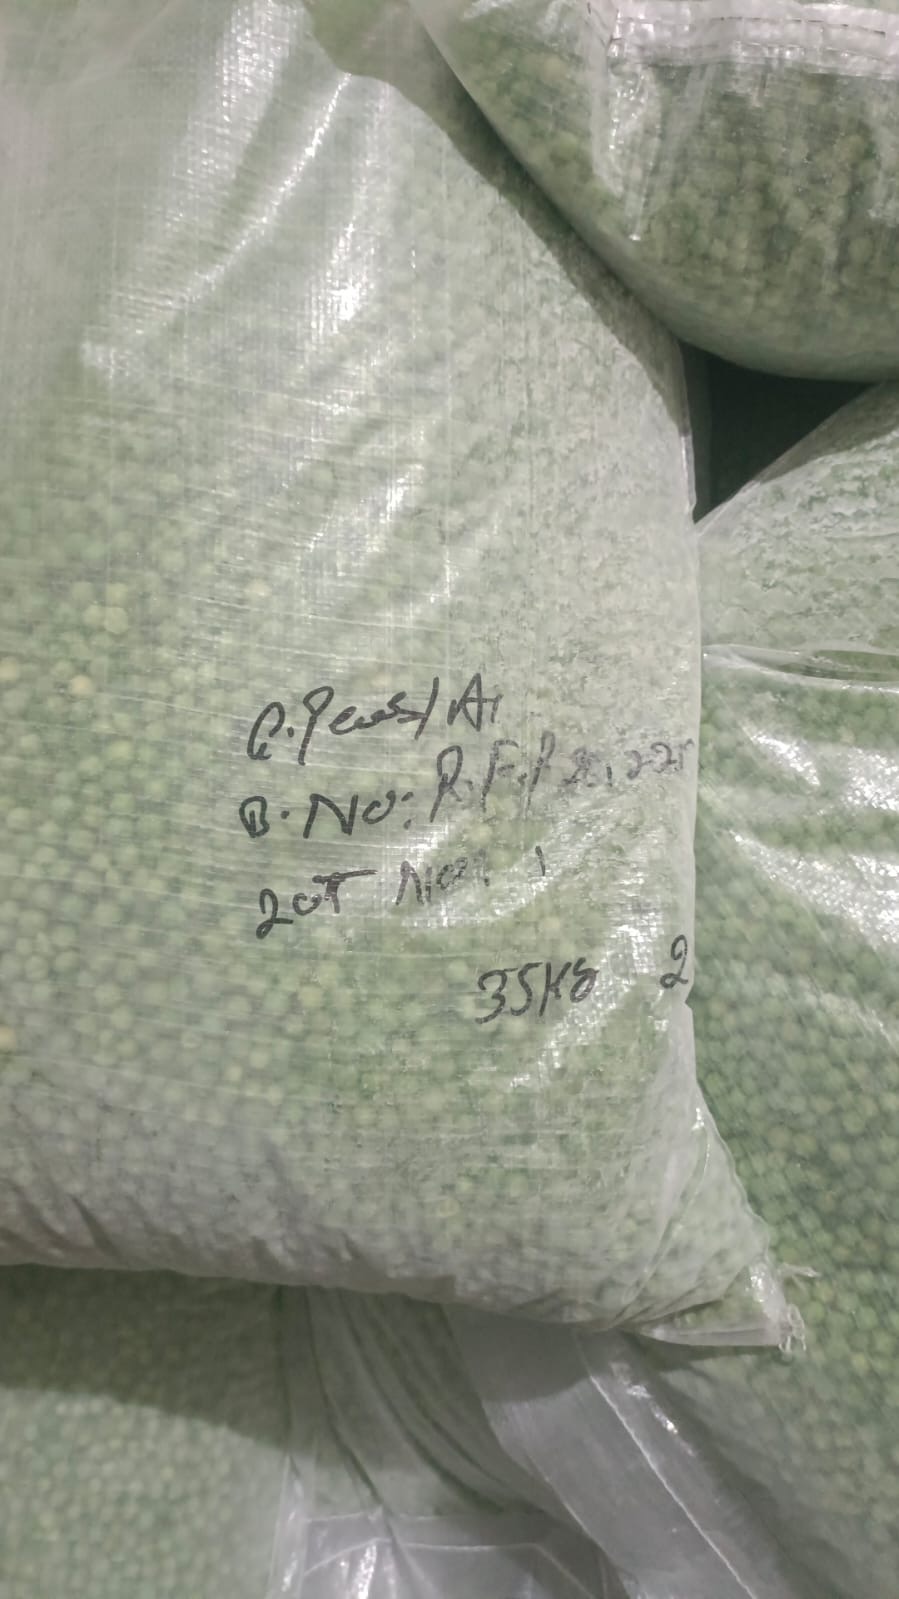 G.Peas/A1
B.NO: R.F.P
LOT NO: 1
35KG 2